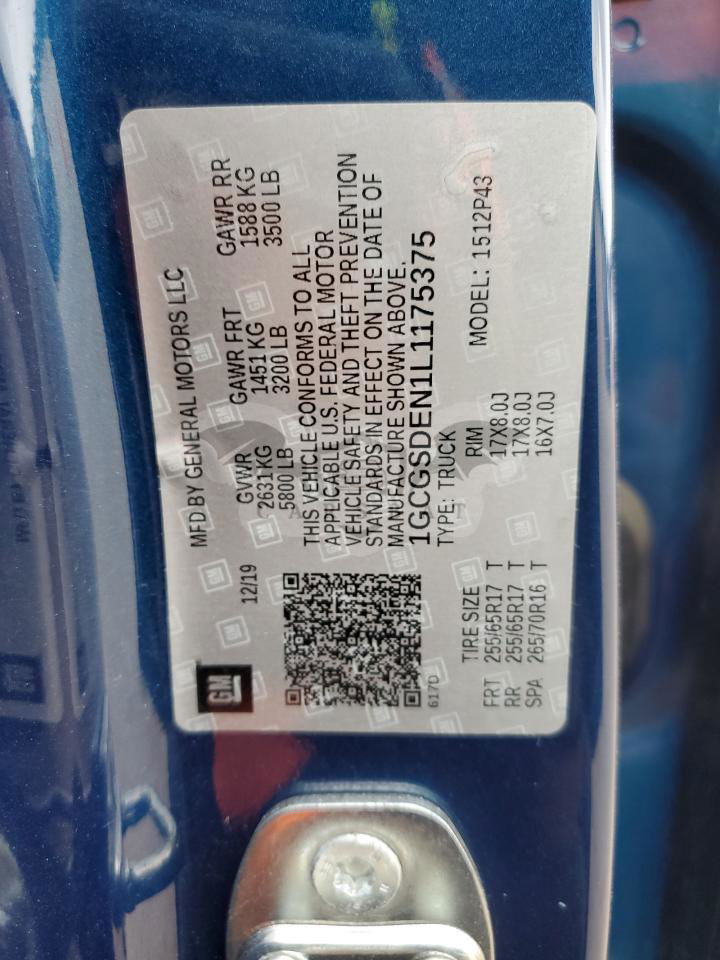 GM
12/19
MFD BY GENERAL MOTORS LLC
GVWR GAWR FRT GAWR RR
2631 KG 1451 KG 1588 KG
5800 LB 3200 LB 3500 LB
THIS VEHICLE CONFORMS TO ALL
APPLICABLE U.S. FEDERAL MOTOR
VEHICLE SAFETY AND THEFT PREVENTION
STANDARDS IN EFFECT ON THE DATE OF
MANUFACTURE SHOWN ABOVE.
1GCGSDEN1L1175375
617D
TYPE: TRUCK MODEL: 1512P43
TIRE SIZE RIM
FRT 255/65R17 T 17X8.0J
RR 255/65R17 T 17X8.0J
SPA 265/70R16 T 16X7.0J